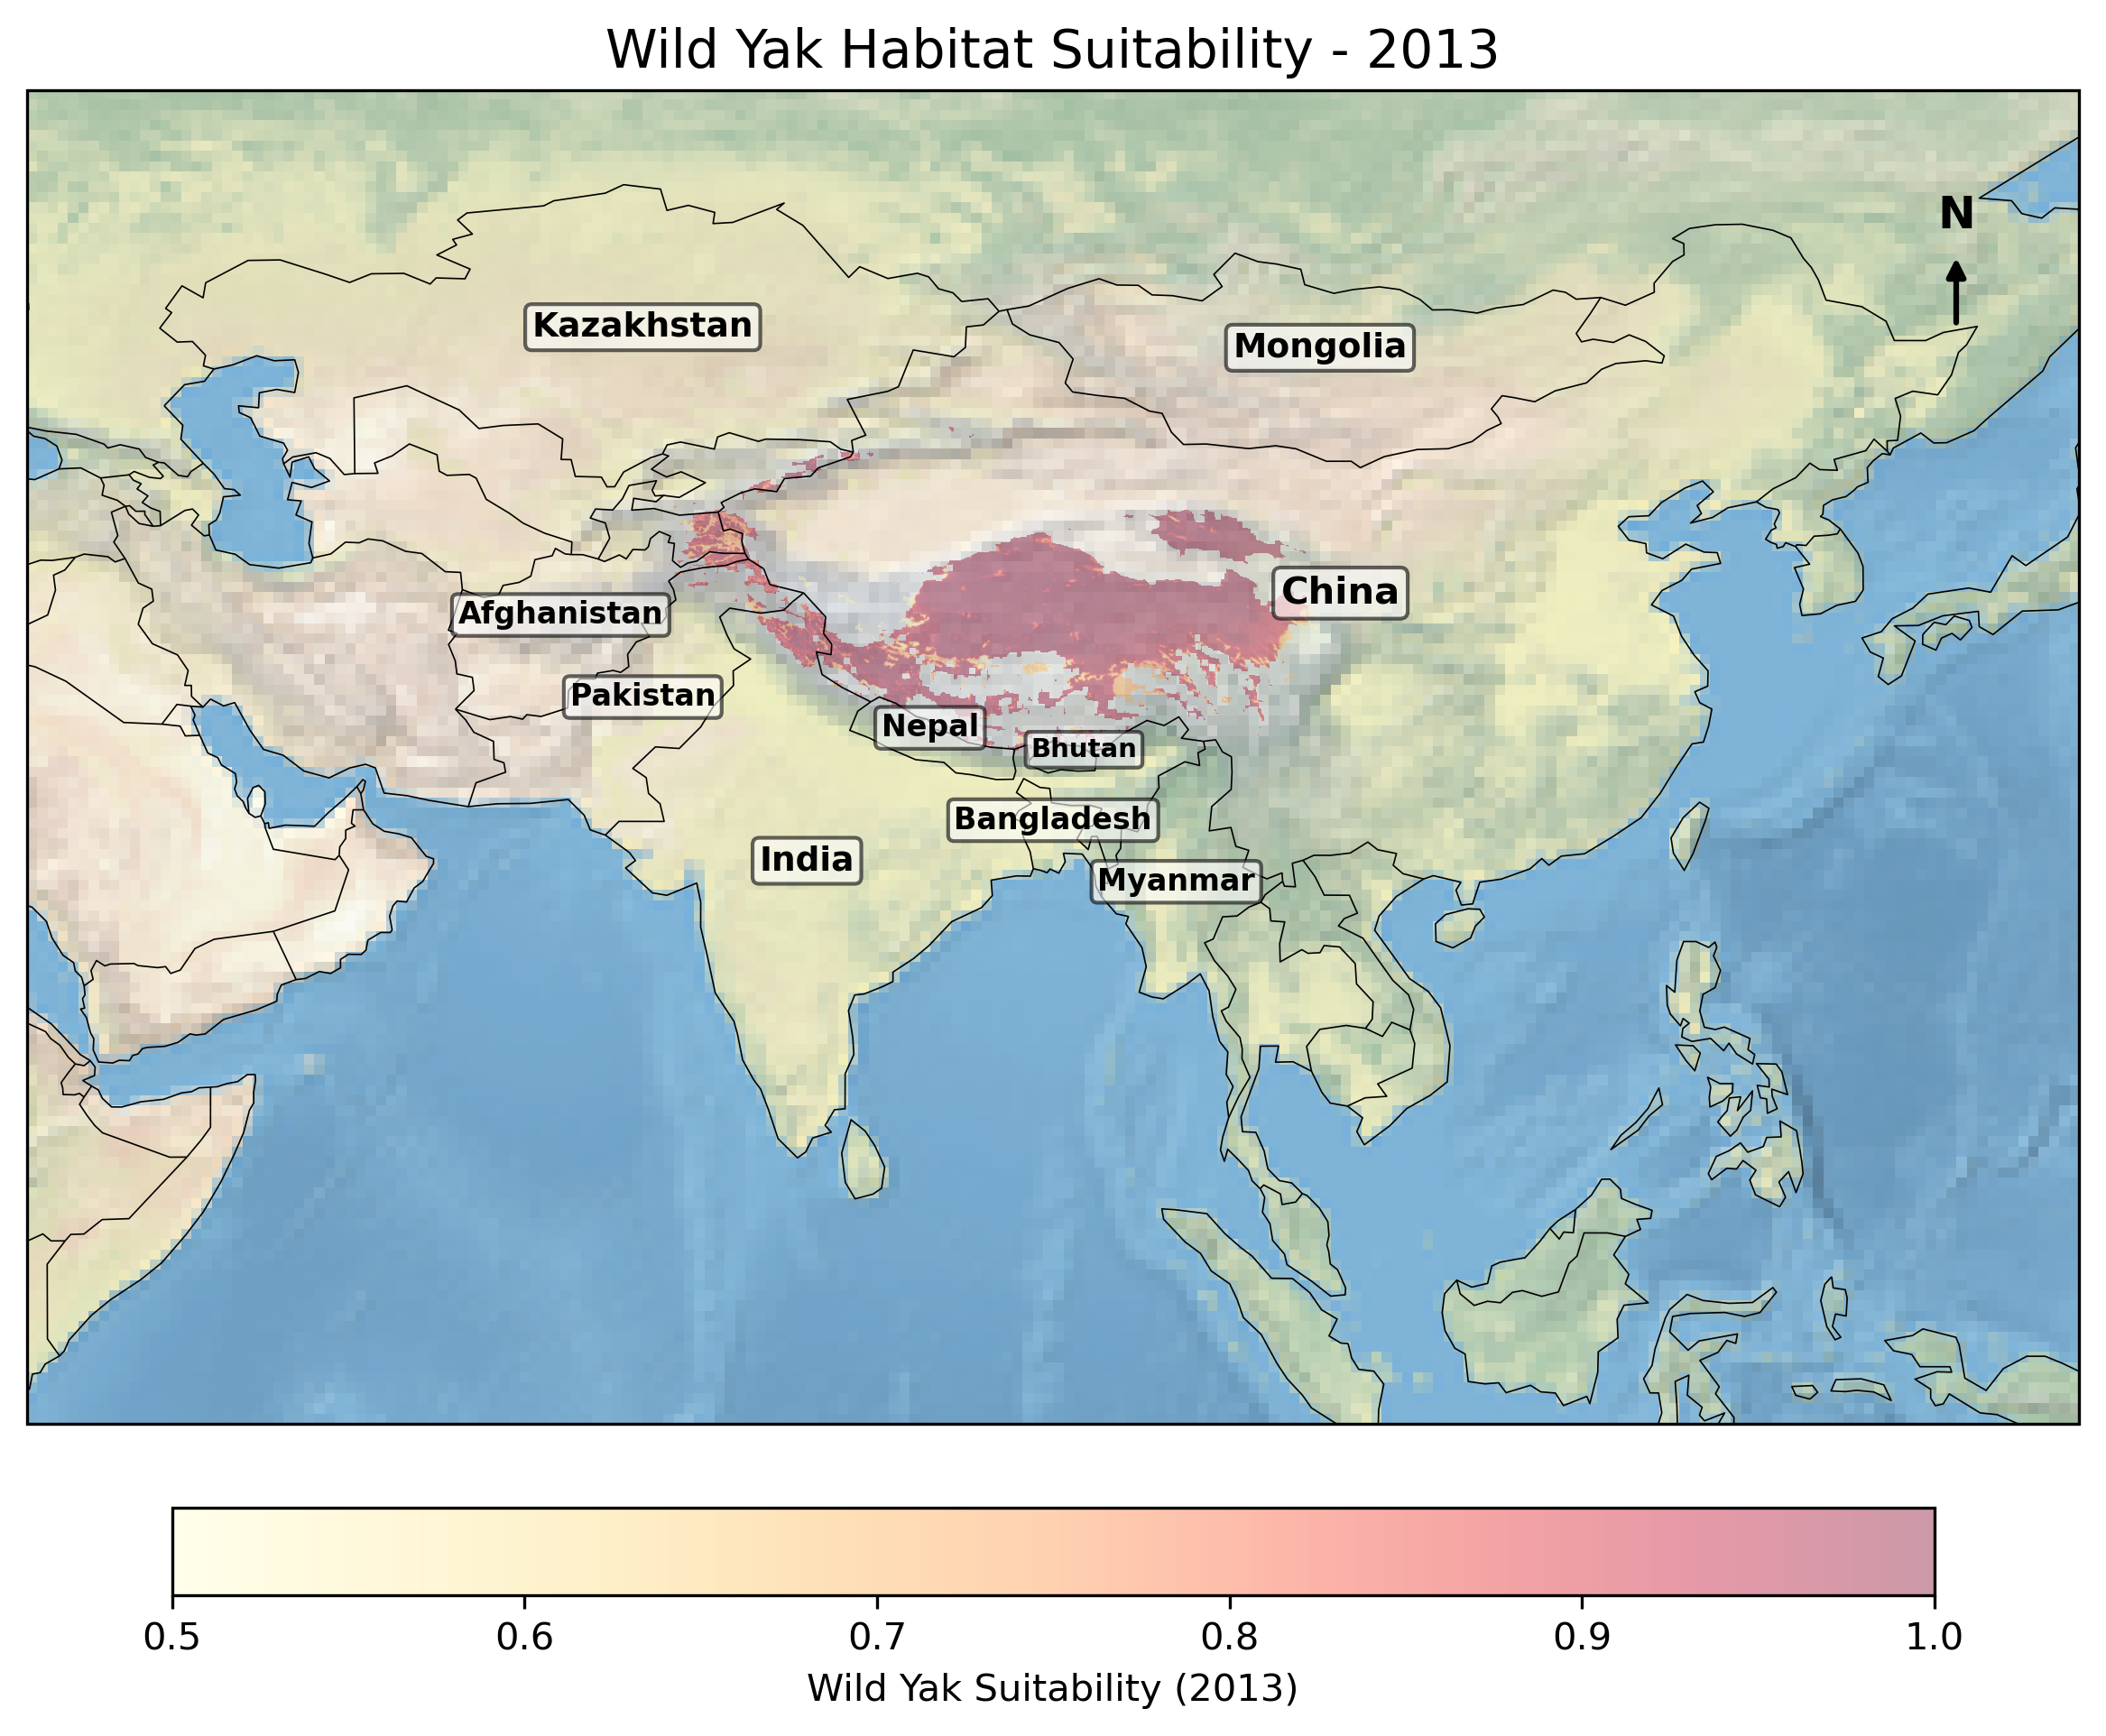 Wild Yak Habitat Suitability - 2013
N
Kazakhstan
Mongolia
China
Afghanistan
Pakistan
Nepal
Bhutan
Bangladesh
India
Myanmar
0.5 0.6 0.7 0.8 0.9 1.0
Wild Yak Suitability (2013)